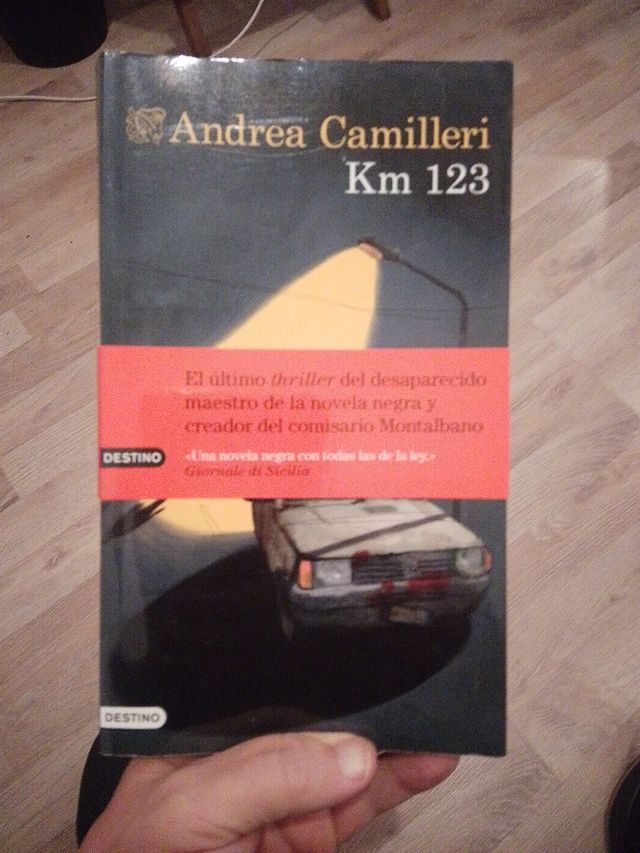 Andrea Camilleri
Km 123
El último thriller del desaparecido
maestro de la novela negra y
creador del comisario Montalbano
DESTINO
«Una novela negra con todas las de la ley.»
Giornale di Sicilia
DESTINO